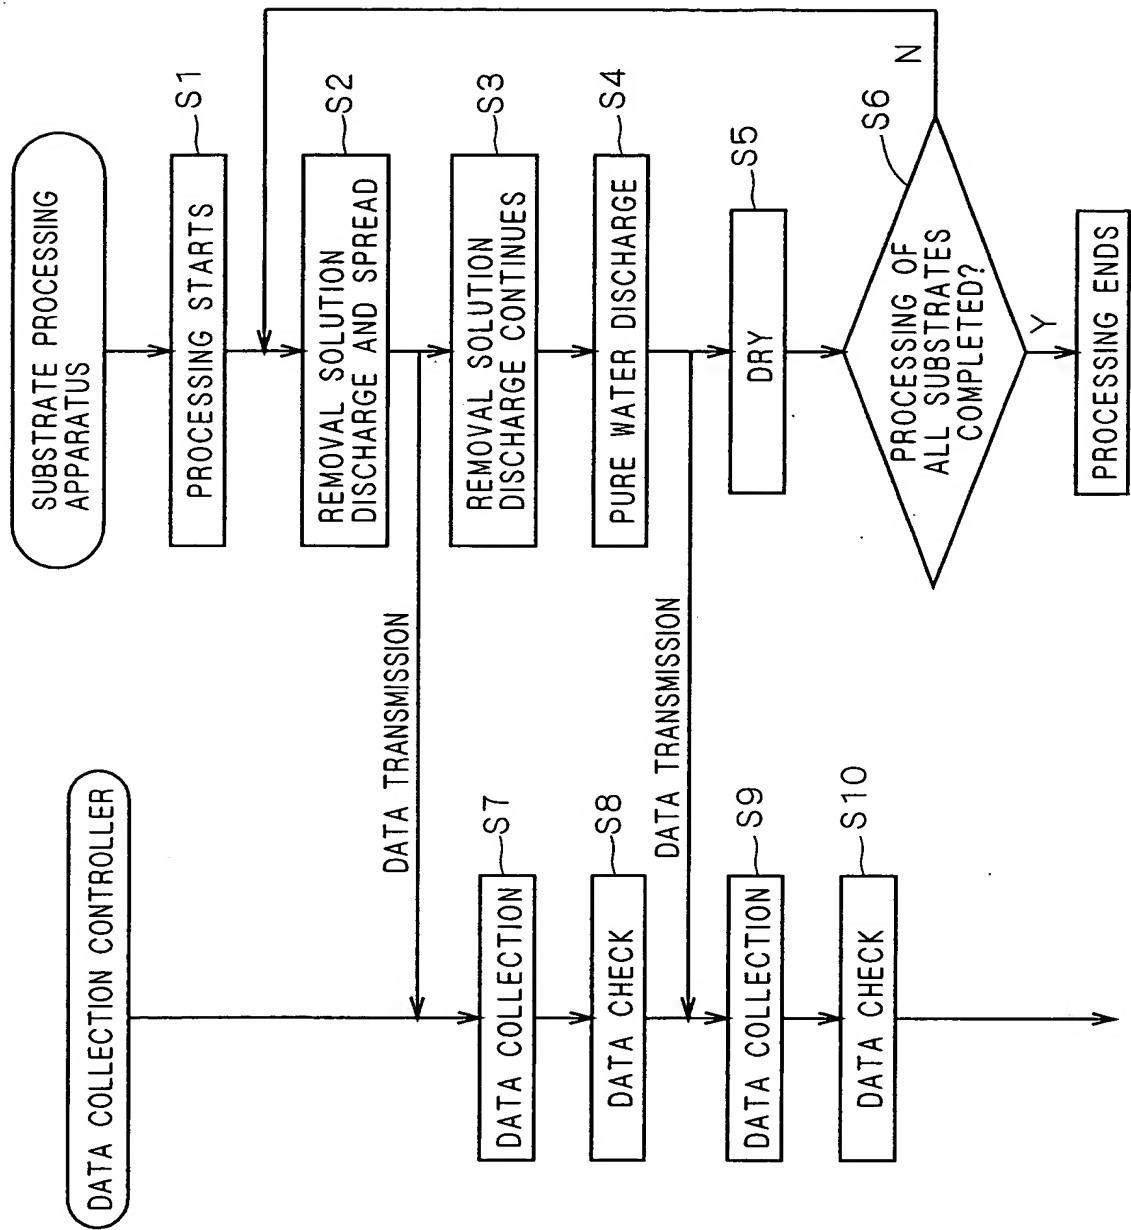 SUBSTRATE PROCESSING
APPARATUS
PROCESSING STARTS
S1
REMOVAL SOLUTION
DISCHARGE AND SPREAD
S2
REMOVAL SOLUTION
DISCHARGE CONTINUES
S3
PURE WATER DISCHARGE
S4
DRY
S5
PROCESSING OF
ALL SUBSTRATES
COMPLETED?
S6
N
Y
PROCESSING ENDS
DATA COLLECTION CONTROLLER
DATA TRANSMISSION
DATA COLLECTION
S7
DATA CHECK
S8
DATA TRANSMISSION
DATA COLLECTION
S9
DATA CHECK
S10